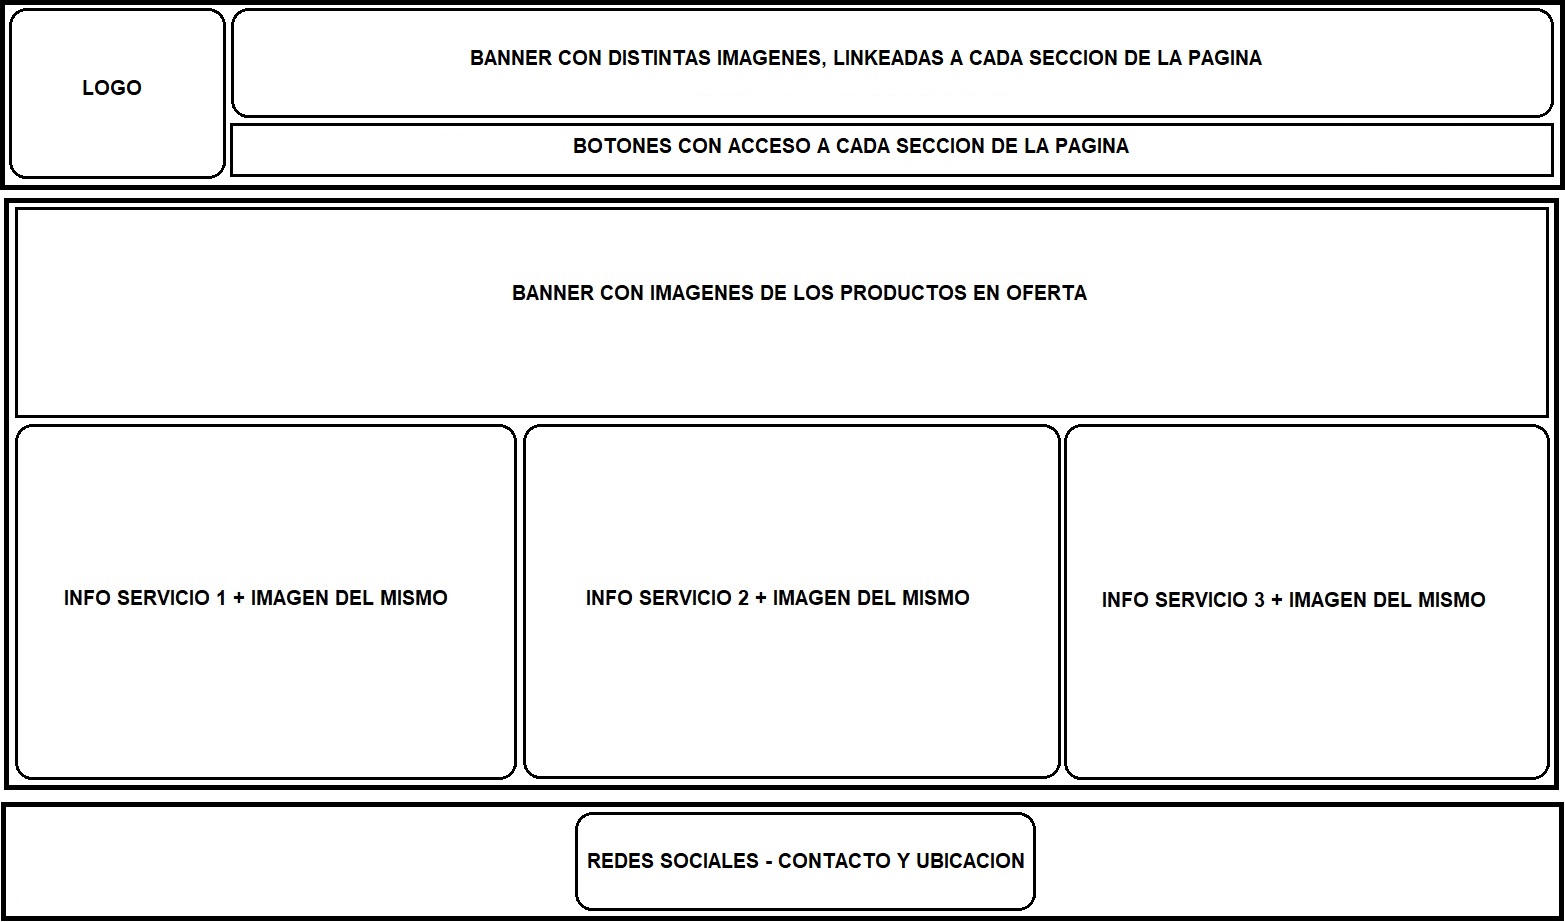 LOGO
BANNER CON DISTINTAS IMAGENES, LINKEADAS A CADA SECCION DE LA PAGINA
BOTONES CON ACCESO A CADA SECCION DE LA PAGINA
BANNER CON IMAGENES DE LOS PRODUCTOS EN OFERTA
INFO SERVICIO 1 + IMAGEN DEL MISMO
INFO SERVICIO 2 + IMAGEN DEL MISMO
INFO SERVICIO 3 + IMAGEN DEL MISMO
REDES SOCIALES - CONTACTO Y UBICACION